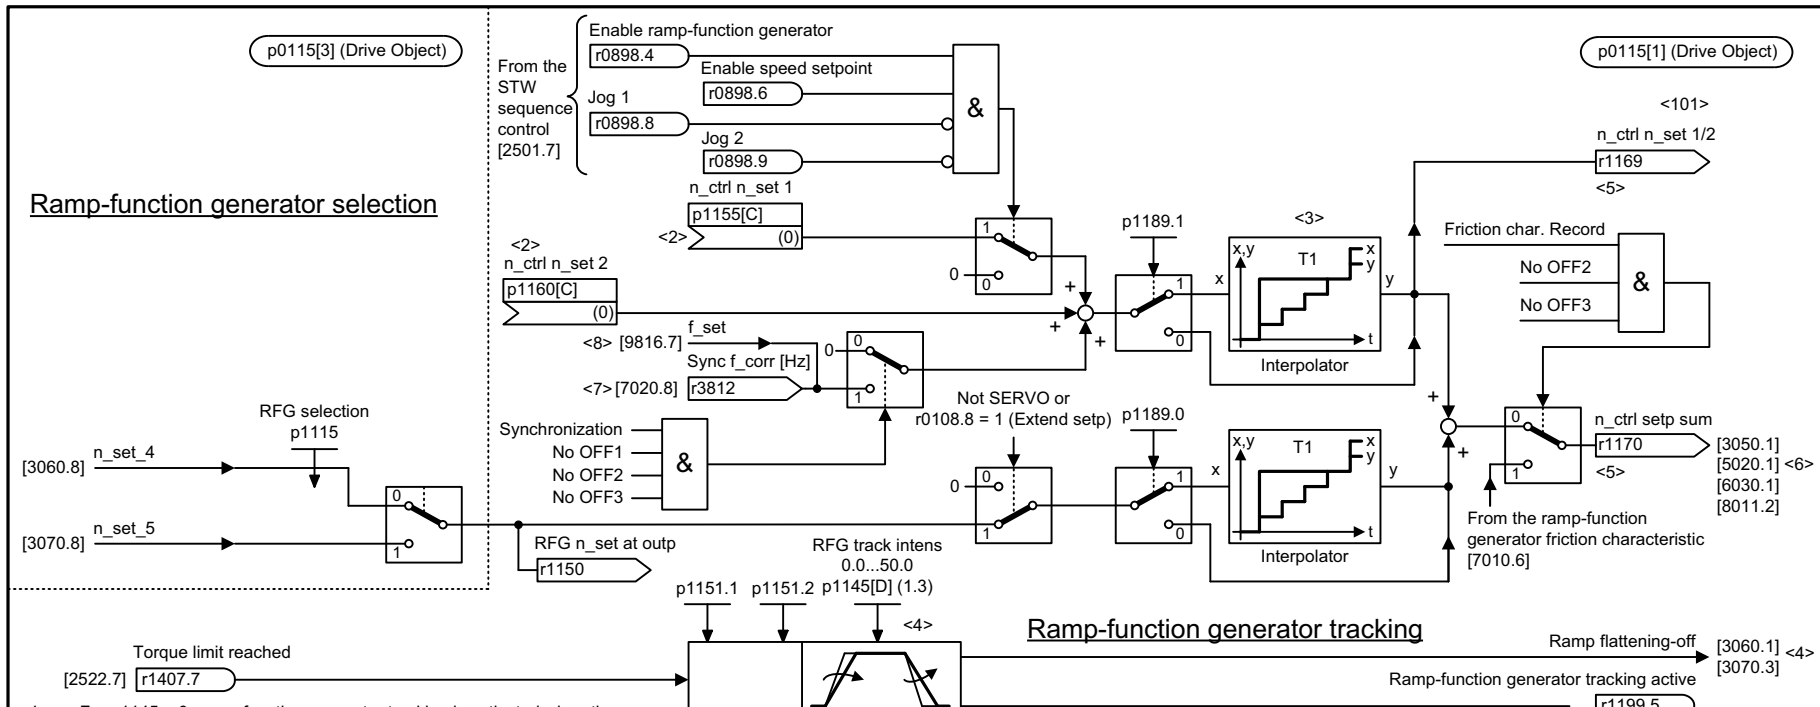 p0115[3] (Drive Object)
Enable ramp-function generator
r0898.4
From the
STW
sequence
control
[2501.7]
Enable speed setpoint
r0898.6
Jog 1
r0898.8
Jog 2
r0898.9
&
p0115[1] (Drive Object)
<101>
n_ctrl n_set 1/2
r1169
<5>
Ramp-function generator selection
n_ctrl n_set 1
p1155[C]
<2>
(0)
1
0
0
<2>
n_ctrl n_set 2
p1160[C]
(0)
+
+
+
p1189.1
1
0
x
<3>
x,y
T1
x
y
t
y
Interpolator
Friction char. Record
No OFF2
No OFF3
&
<8> [9816.7]
f_set
Sync f_corr [Hz]
<7> [7020.8]
r3812
0
0
1
Synchronization
No OFF1
No OFF2
No OFF3
&
Not SERVO or
r0108.8 = 1 (Extend setp)
0
0
1
p1189.0
1
0
x
x,y
T1
x
y
t
y
Interpolator
+
+
0
1
n_ctrl setp sum
r1170
<5>
[3050.1]
[5020.1] <6>
[6030.1]
[8011.2]
From the ramp-function
generator friction characteristic
[7010.6]
RFG selection
p1115
[3060.8]
n_set_4
[3070.8]
n_set_5
0
1
RFG n_set at outp
r1150
RFG track intens
0.0...50.0
p1151.1
p1151.2
p1145[D] (1.3)
<4>
Ramp-function generator tracking
Torque limit reached
[2522.7]
r1407.7
Ramp flattening-off
[3060.1] <4>
[3070.3]
Ramp-function generator tracking active
r1199.5